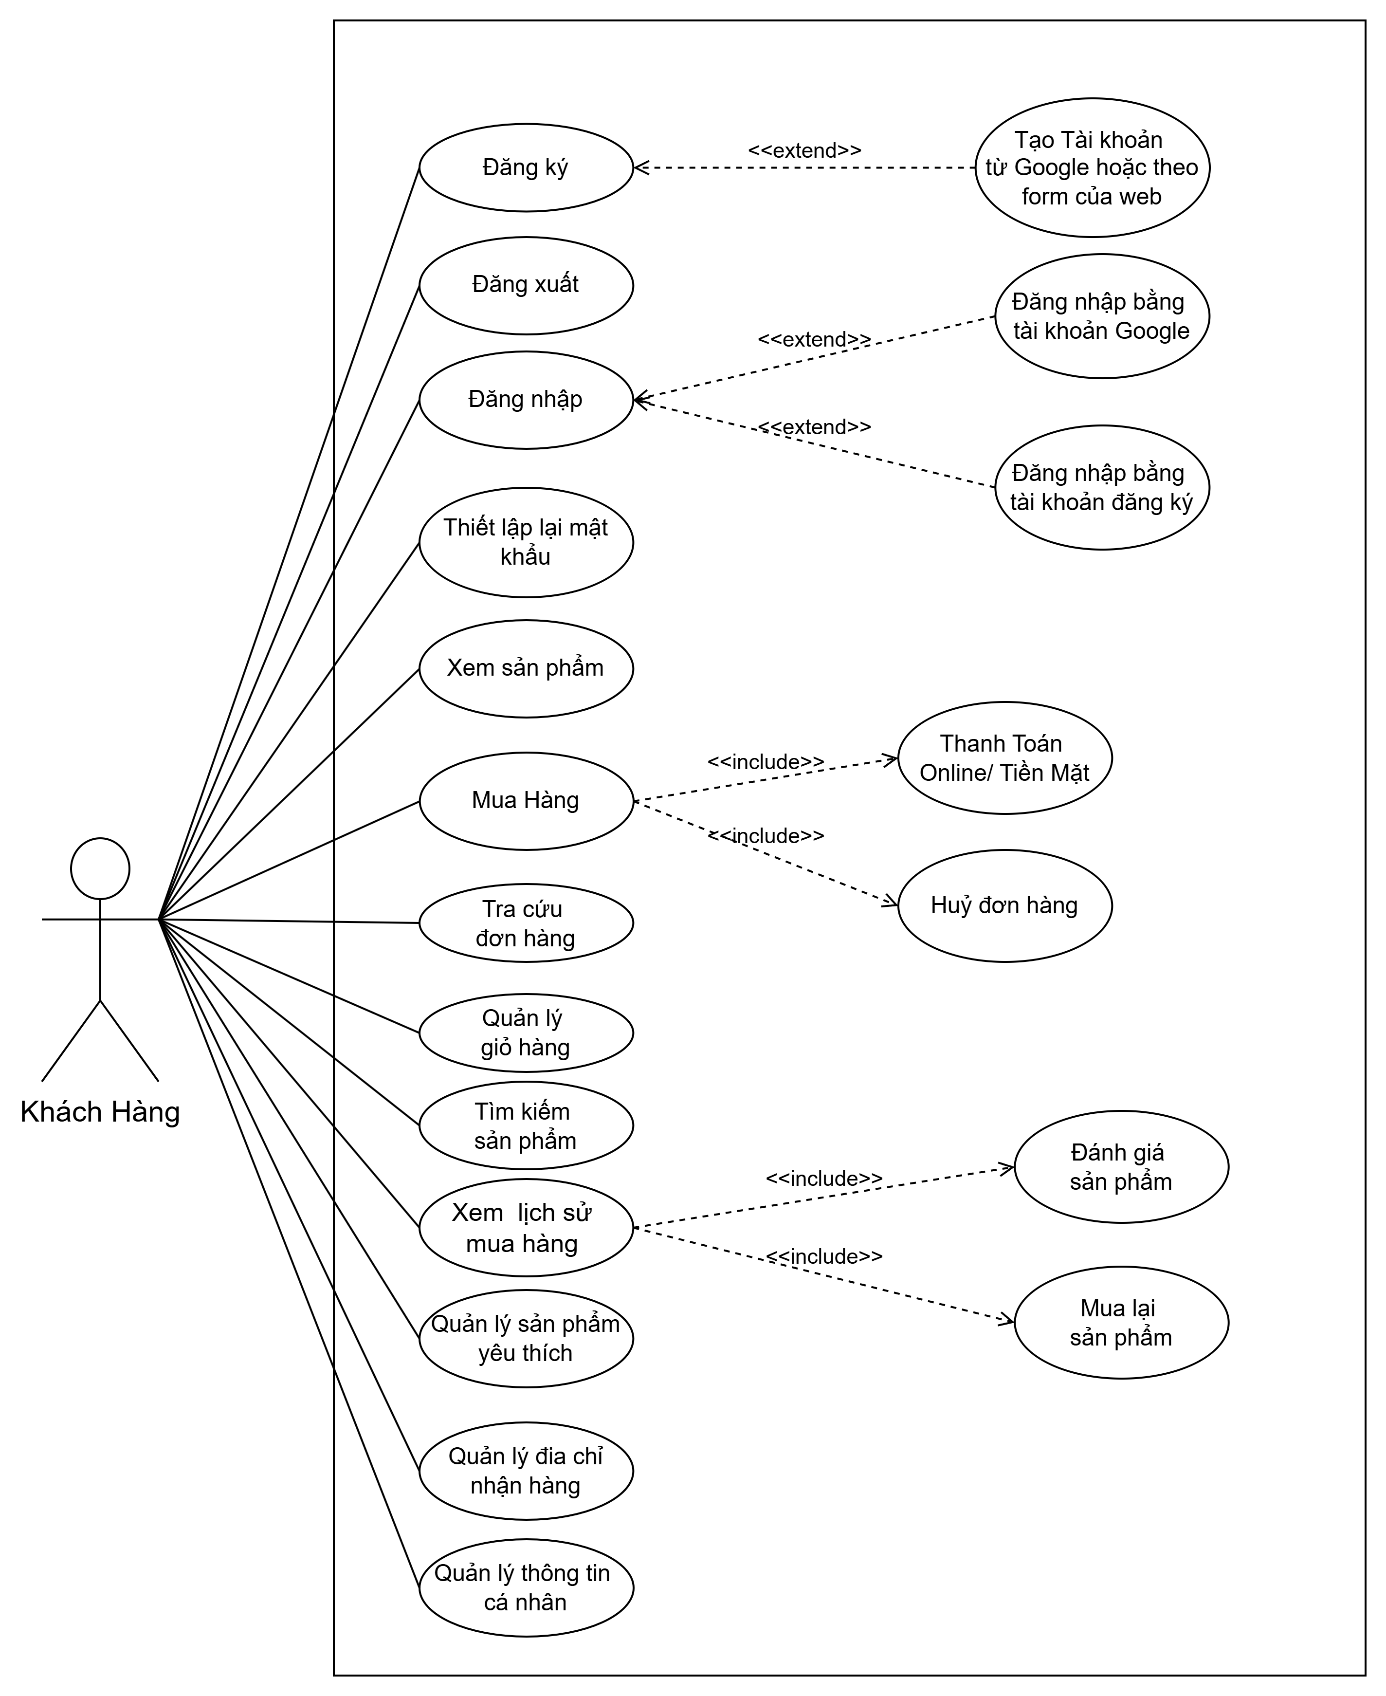 Đăng ký
<<extend>>
Tạo Tài khoản
từ Google hoặc theo
form của web
Đăng xuất
Đăng nhập bằng
tài khoản Google
<<extend>>
Đăng nhập
<<extend>>
Đăng nhập bằng
tài khoản đăng ký
Thiết lập lại mật
khẩu
Xem sản phẩm
Mua Hàng
<<include>>
Thanh Toán
Online/ Tiền Mặt
<<include>>
Huỷ đơn hàng
Tra cứu
đơn hàng
Quản lý
giỏ hàng
Khách Hàng
Tìm kiếm
sản phẩm
<<include>>
Đánh giá
sản phẩm
Xem lịch sử
mua hàng
<<include>>
Mua lại
sản phẩm
Quản lý sản phẩm
yêu thích
Quản lý đia chỉ
nhận hàng
Quản lý thông tin
cá nhân